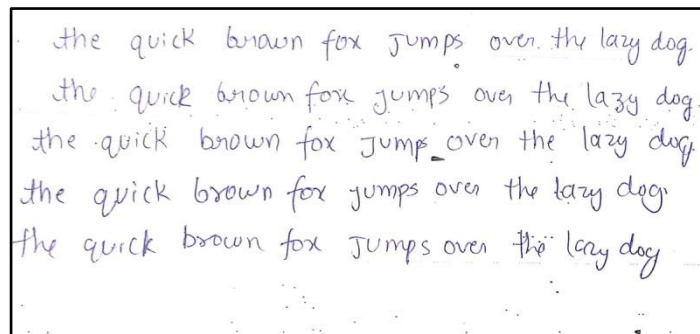 the quick brown fox Jumps over the lazy dog.
the quick brown fox jumps over the lazy dog.
the quick brown fox Jumps over the lazy dog.
the quick brown fox jumps over the lazy dog.
the quick brown fox Jumps over the lazy dog